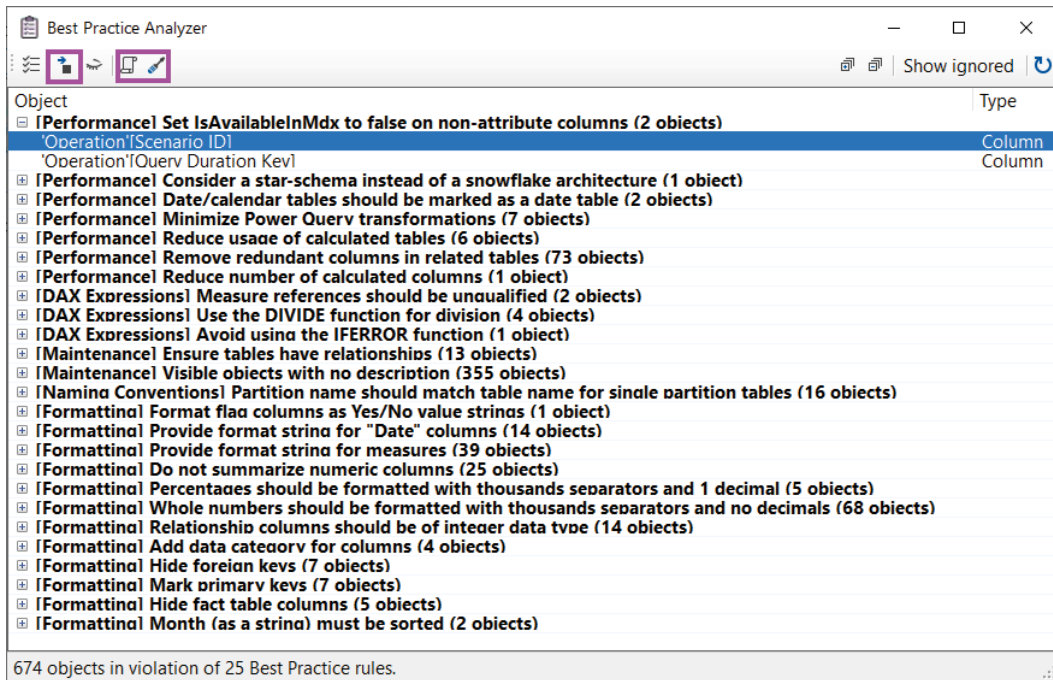 Best Practice Analyzer
Show ignored
Object Type
[Performance] Set IsAvailableInMdx to false on non-attribute columns (2 objects)
'Operation'[Scenario ID] Column
'Operation'[Query Duration Key] Column
[Performance] Consider a star-schema instead of a snowflake architecture (1 object)
[Performance] Date/calendar tables should be marked as a date table (2 objects)
[Performance] Minimize Power Query transformations (7 objects)
[Performance] Reduce usage of calculated tables (6 objects)
[Performance] Remove redundant columns in related tables (73 objects)
[Performance] Reduce number of calculated columns (1 object)
[DAX Expressions] Measure references should be unqualified (2 objects)
[DAX Expressions] Use the DIVIDE function for division (4 objects)
[DAX Expressions] Avoid using the IFERROR function (1 object)
[Maintenance] Ensure tables have relationships (13 objects)
[Maintenance] Visible objects with no description (355 objects)
[Naming Conventions] Partition name should match table name for single partition tables (16 objects)
[Formatting] Format flag columns as Yes/No value strings (1 object)
[Formatting] Provide format string for "Date" columns (14 objects)
[Formatting] Provide format string for measures (39 objects)
[Formatting] Do not summarize numeric columns (25 objects)
[Formatting] Percentages should be formatted with thousands separators and 1 decimal (5 objects)
[Formatting] Whole numbers should be formatted with thousands separators and no decimals (68 objects)
[Formatting] Relationship columns should be of integer data type (14 objects)
[Formatting] Add data category for columns (4 objects)
[Formatting] Hide foreign keys (7 objects)
[Formatting] Mark primary keys (7 objects)
[Formatting] Hide fact table columns (5 objects)
[Formatting] Month (as a string) must be sorted (2 objects)
674 objects in violation of 25 Best Practice rules.